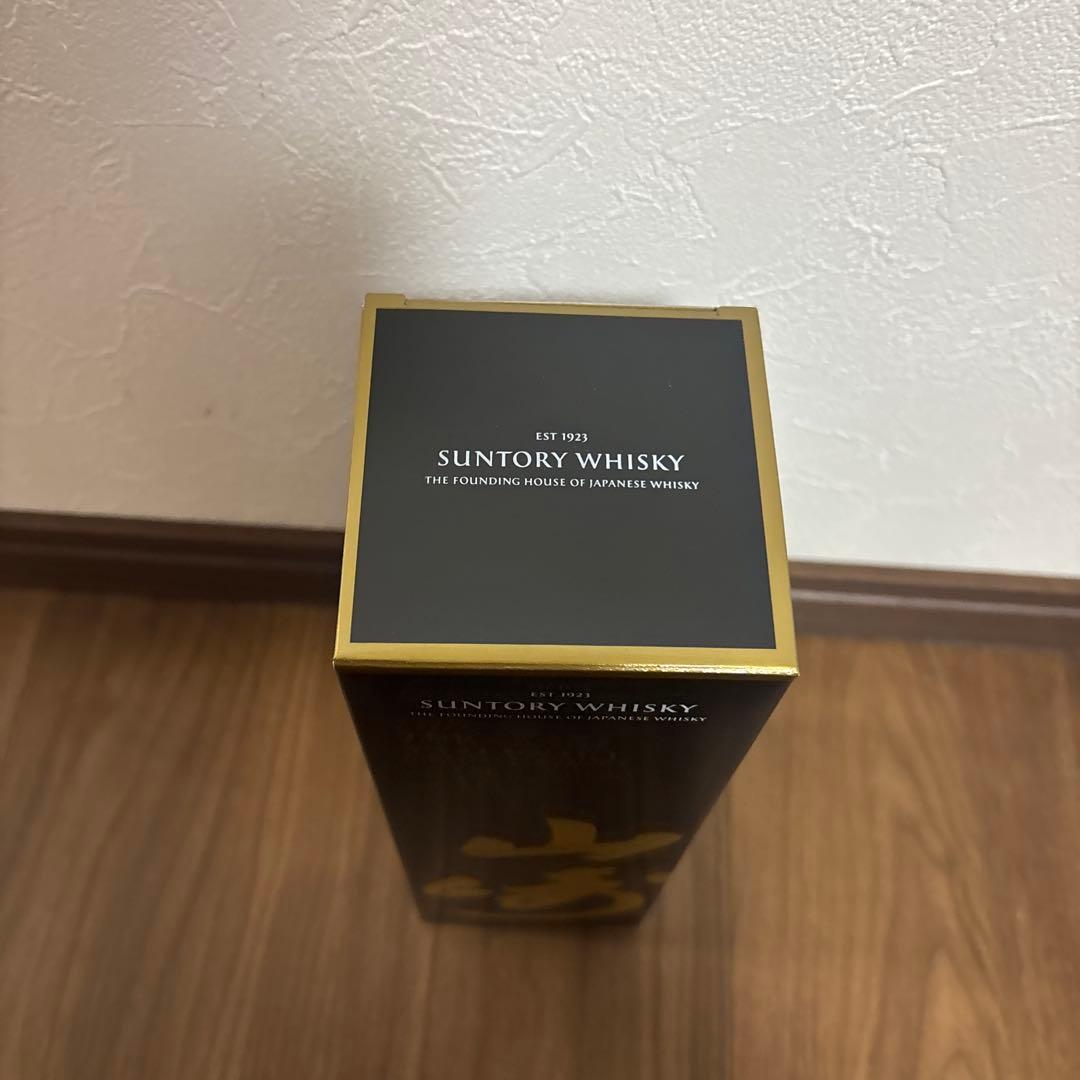 EST 1923
SUNTORY WHISKY
THE FOUNDING HOUSE OF JAPANESE WHISKY
EST 1923
SUNTORY WHISKY
THE FOUNDING HOUSE OF JAPANESE WHISKY
山